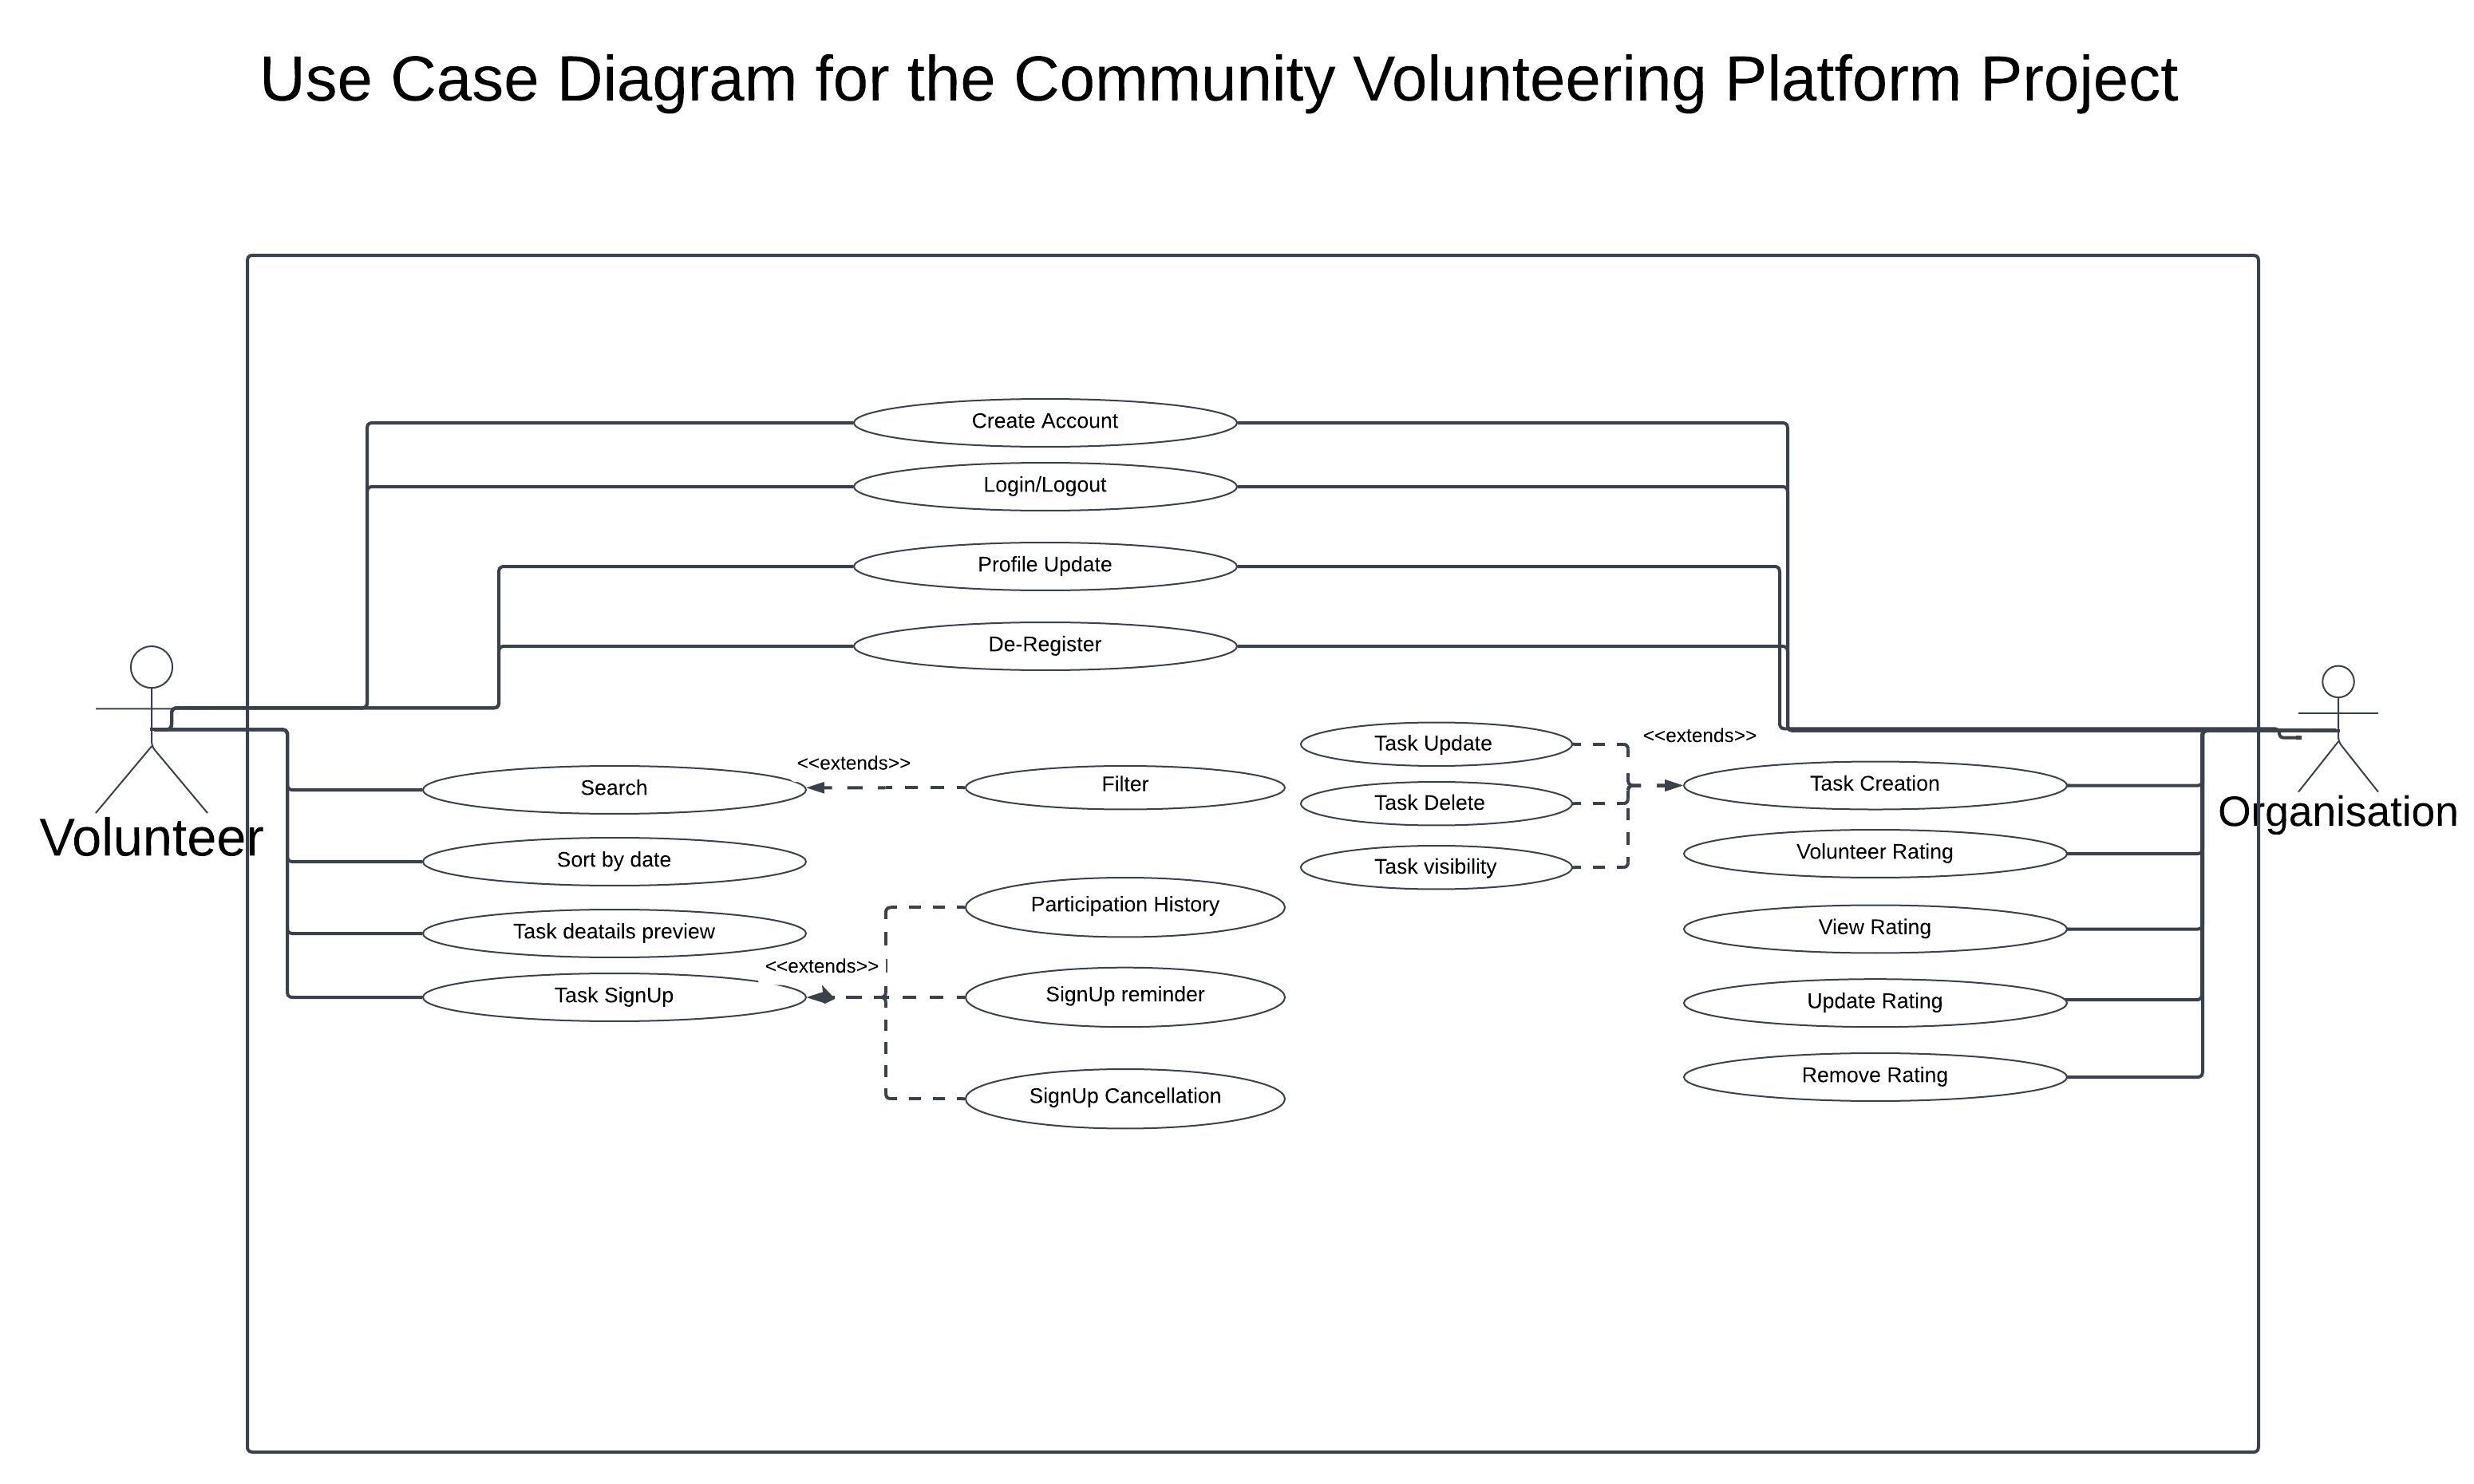 Use Case Diagram for the Community Volunteering Platform Project
Create Account
Login/Logout
Profile Update
De-Register
Volunteer
Organisation
<<extends>>
Search
Filter
Sort by date
Task deatails preview
<<extends>>
Task SignUp
Participation History
SignUp reminder
SignUp Cancellation
Task Update
<<extends>>
Task Delete
Task visibility
Task Creation
Volunteer Rating
View Rating
Update Rating
Remove Rating